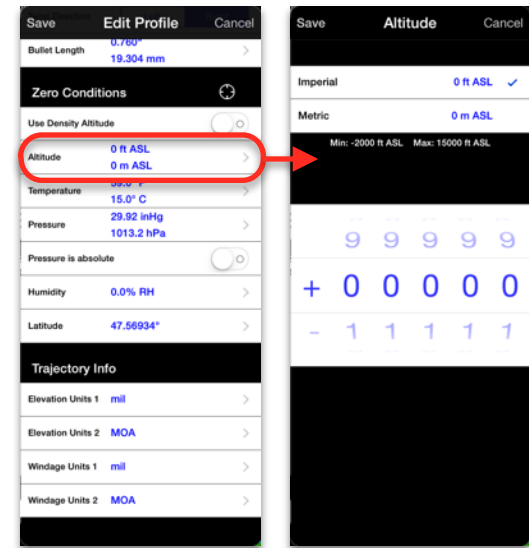 Save Edit Profile Cancel
Bullet Length 0.760"
19.304 mm
Zero Conditions
Use Density Altitude
Altitude 0 ft ASL
0 m ASL
Temperature 59.0° F
15.0° C
Pressure 29.92 inHg
1013.2 hPa
Pressure is absolute
Humidity 0.0% RH
Latitude 47.56934°
Trajectory Info
Elevation Units 1 mil
Elevation Units 2 MOA
Windage Units 1 mil
Windage Units 2 MOA
Save Altitude Cancel
Imperial 0 ft ASL ✓
Metric 0 m ASL
Min: -2000 ft ASL Max: 15000 ft ASL
9 9 9 9 9
+ 0 0 0 0 0
- 1 1 1 1 1